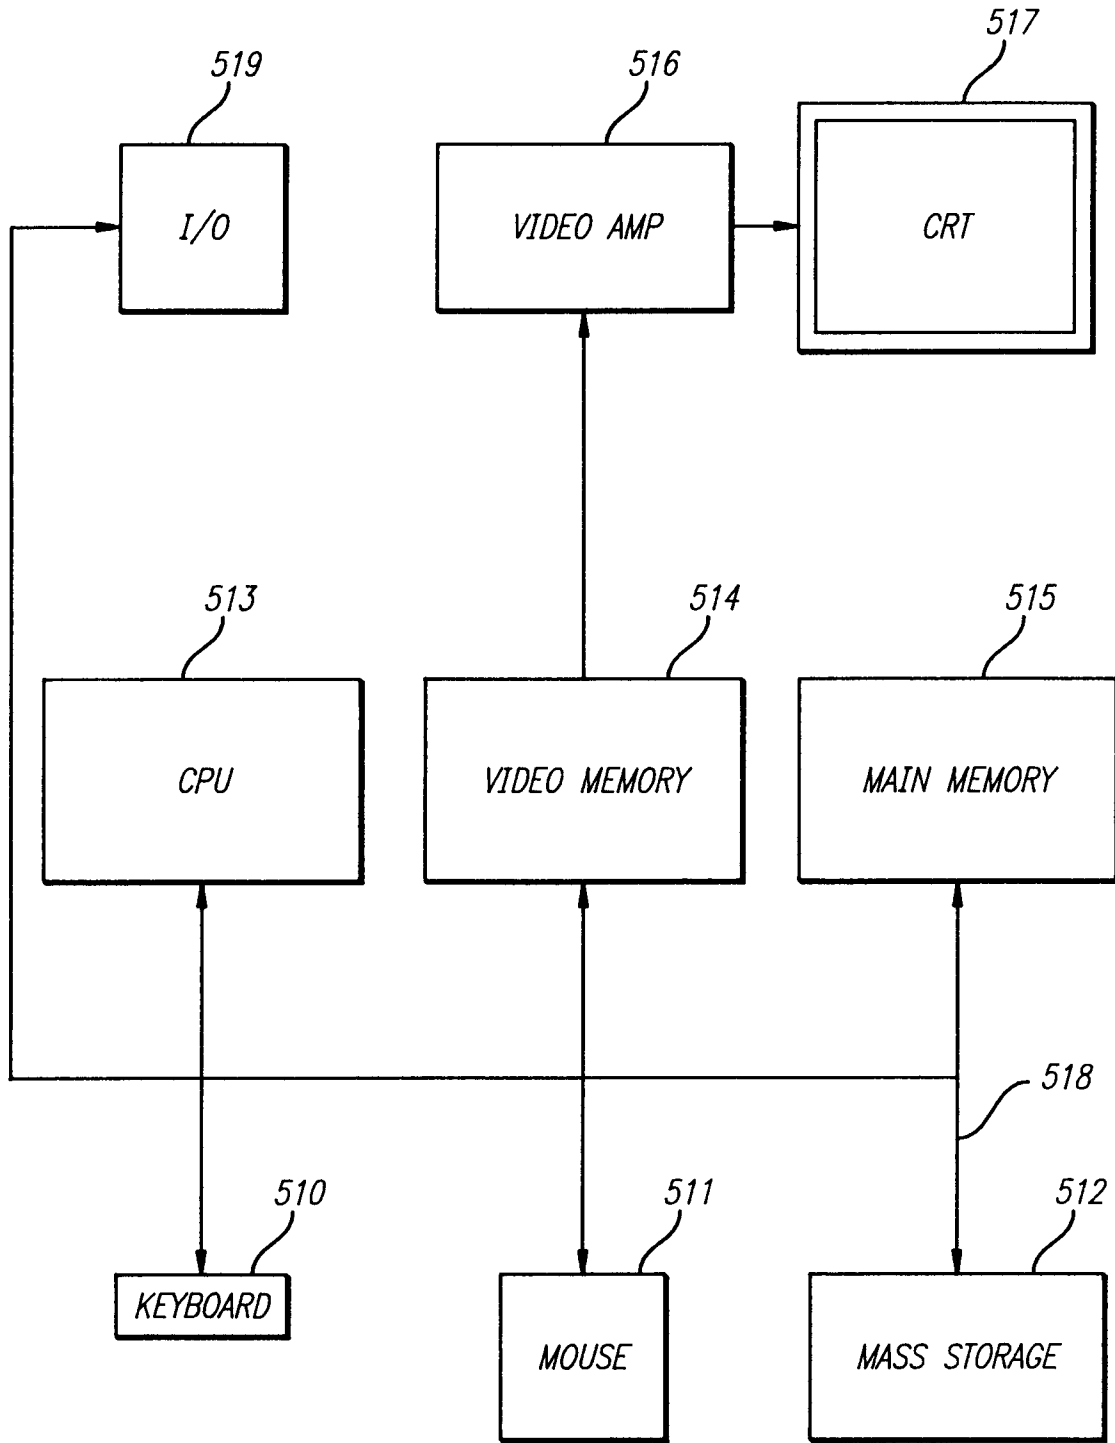 517
519
516
I/O
VIDEO AMP
CRT
513
514
515
CPU
VIDEO MEMORY
MAIN MEMORY
518
510
511
512
KEYBOARD
MOUSE
MASS STORAGE